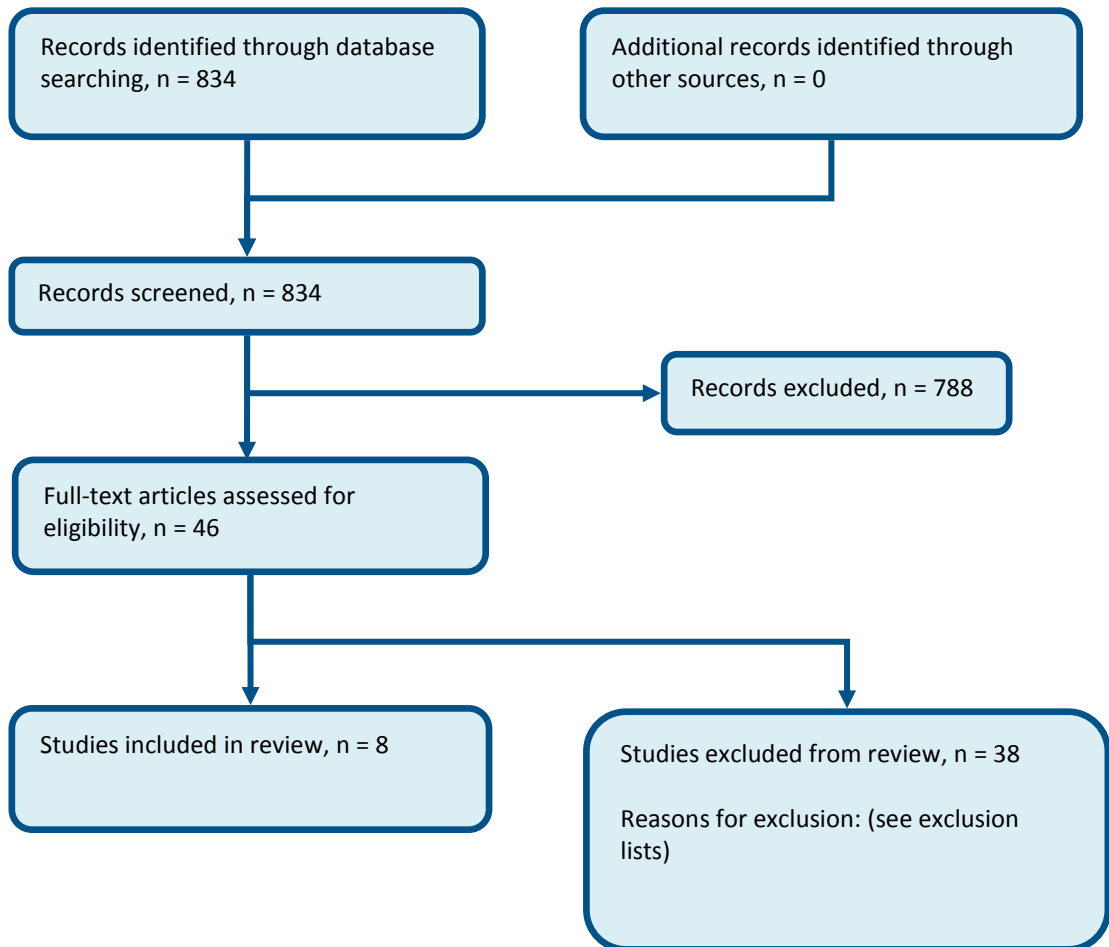 Records identified through database
searching, n = 834
Additional records identified through
other sources, n = 0
Records screened, n = 834
Records excluded, n = 788
Full-text articles assessed for
eligibility, n = 46
Studies included in review, n = 8
Studies excluded from review, n = 38
Reasons for exclusion: (see exclusion
lists)